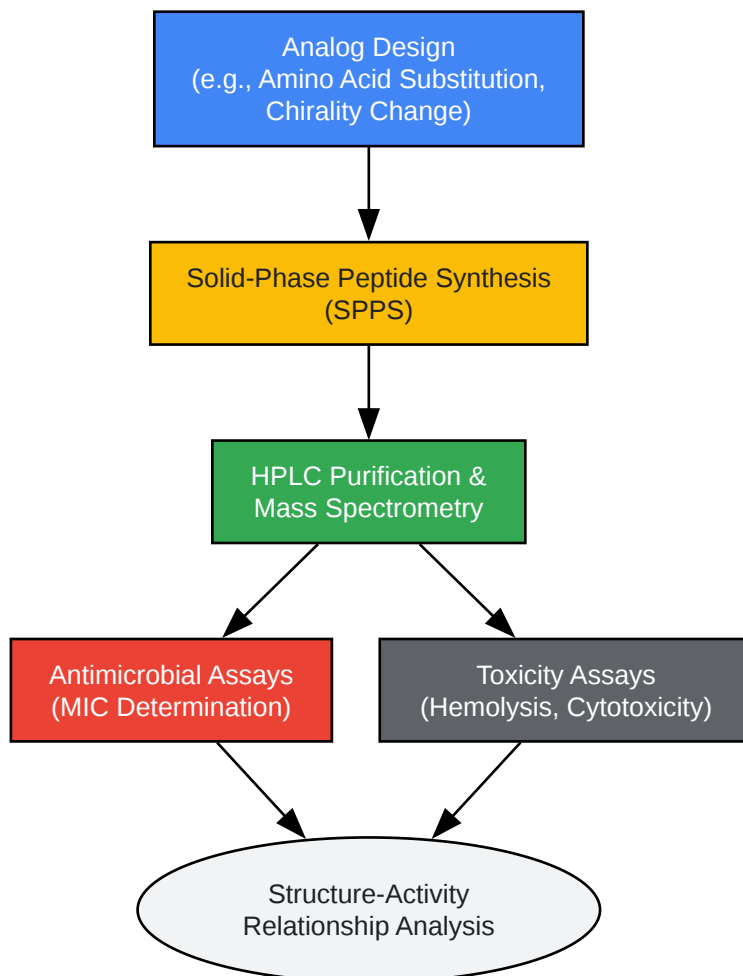 Analog Design
(e.g., Amino Acid Substitution,
Chirality Change)
Solid-Phase Peptide Synthesis
(SPPS)
HPLC Purification &
Mass Spectrometry
Antimicrobial Assays
(MIC Determination)
Toxicity Assays
(Hemolysis, Cytotoxicity)
Structure-Activity
Relationship Analysis